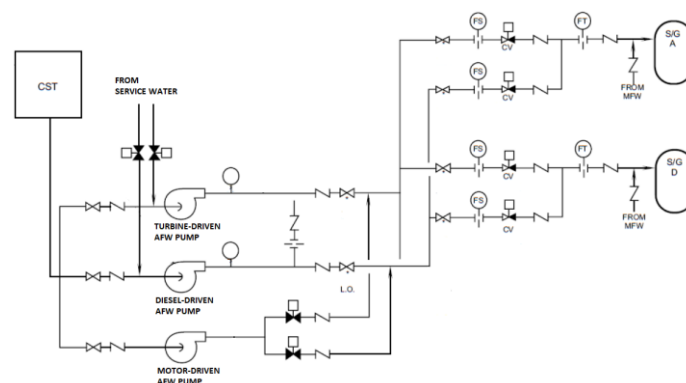 FS
FT
S/G
A
CV
FROM
MFW
FS
CV
CST
FROM
SERVICE WATER
FS
FT
S/G
D
CV
FROM
MFW
FS
CV
TURBINE-DRIVEN
AFW PUMP
L.O.
DIESEL-DRIVEN
AFW PUMP
MOTOR-DRIVEN
AFW PUMP